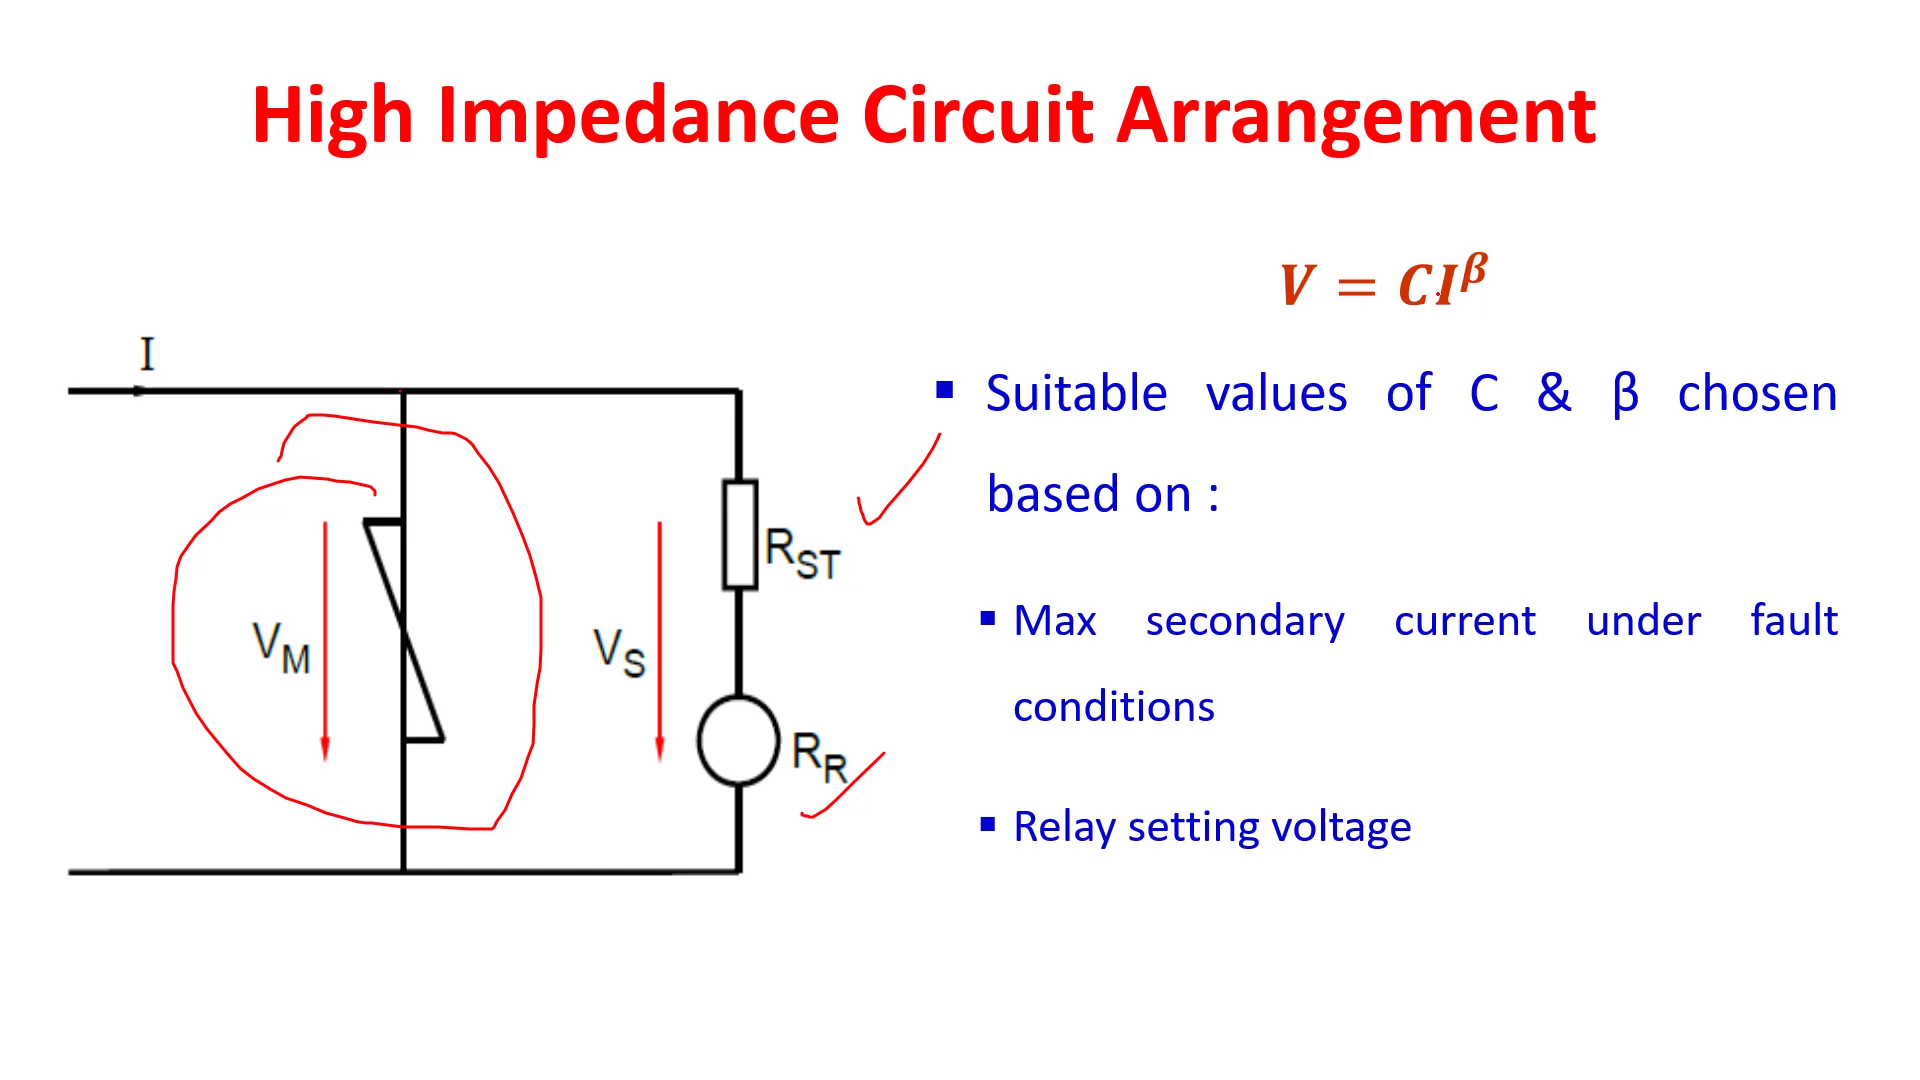 High Impedance Circuit Arrangement
V = CI^β
I
▪ Suitable values of C & β chosen
based on :
R_ST
▪ Max secondary current under fault
conditions
V_M
V_S
R_R
▪ Relay setting voltage